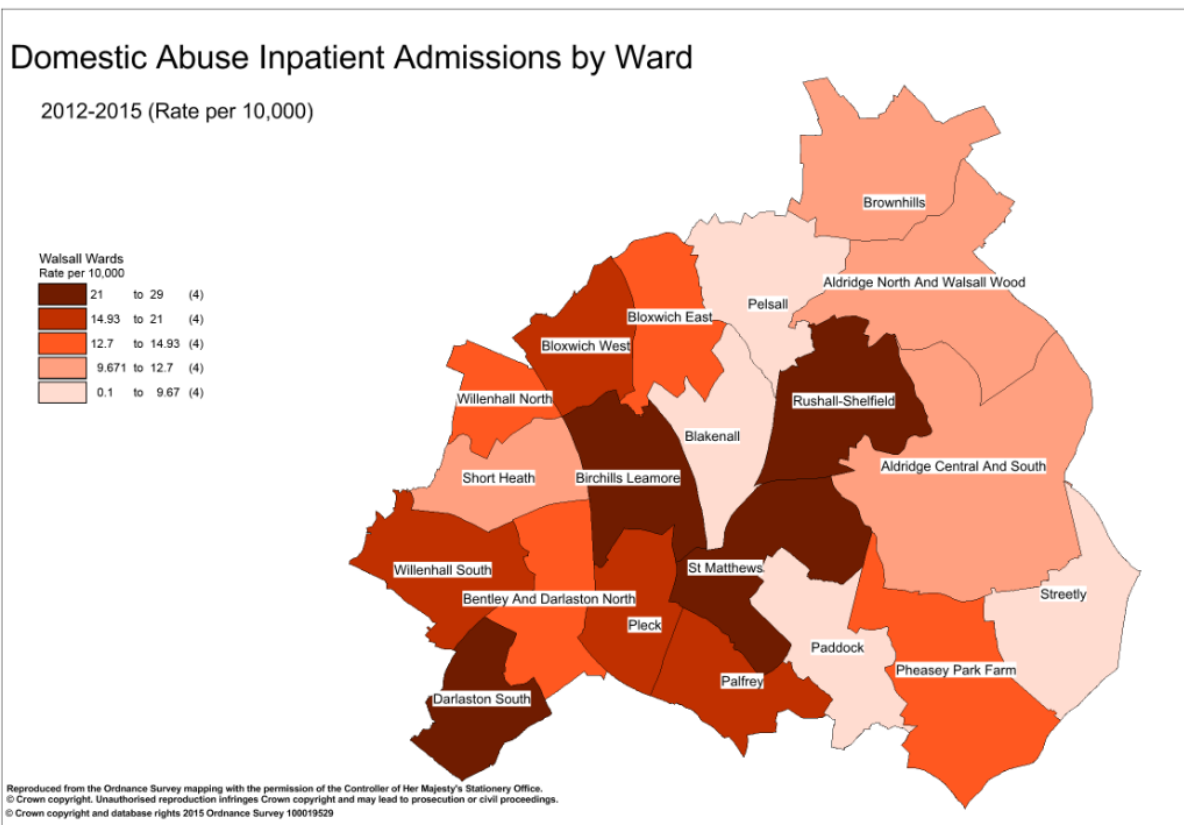 Domestic Abuse Inpatient Admissions by Ward
2012-2015 (Rate per 10,000)
Walsall Wards
Rate per 10,000
21 to 29 (4)
14.93 to 21 (4)
12.7 to 14.93 (4)
9.671 to 12.7 (4)
0.1 to 9.67 (4)
Brownhills
Aldridge North And Walsall Wood
Pelsall
Bloxwich East
Bloxwich West
Willenhall North
Rushall-Shelfield
Blakenall
Aldridge Central And South
Short Heath
Birchills Leamore
Willenhall South
St Matthews
Streetly
Bentley And Darlaston North
Pleck
Paddock
Pheasey Park Farm
Palfrey
Darlaston South
Reproduced from the Ordnance Survey mapping with the permission of the Controller of Her Majesty's Stationery Office.
© Crown copyright. Unauthorised reproduction infringes Crown copyright and may lead to prosecution or civil proceedings.
© Crown copyright and database rights 2015 Ordnance Survey 100019529